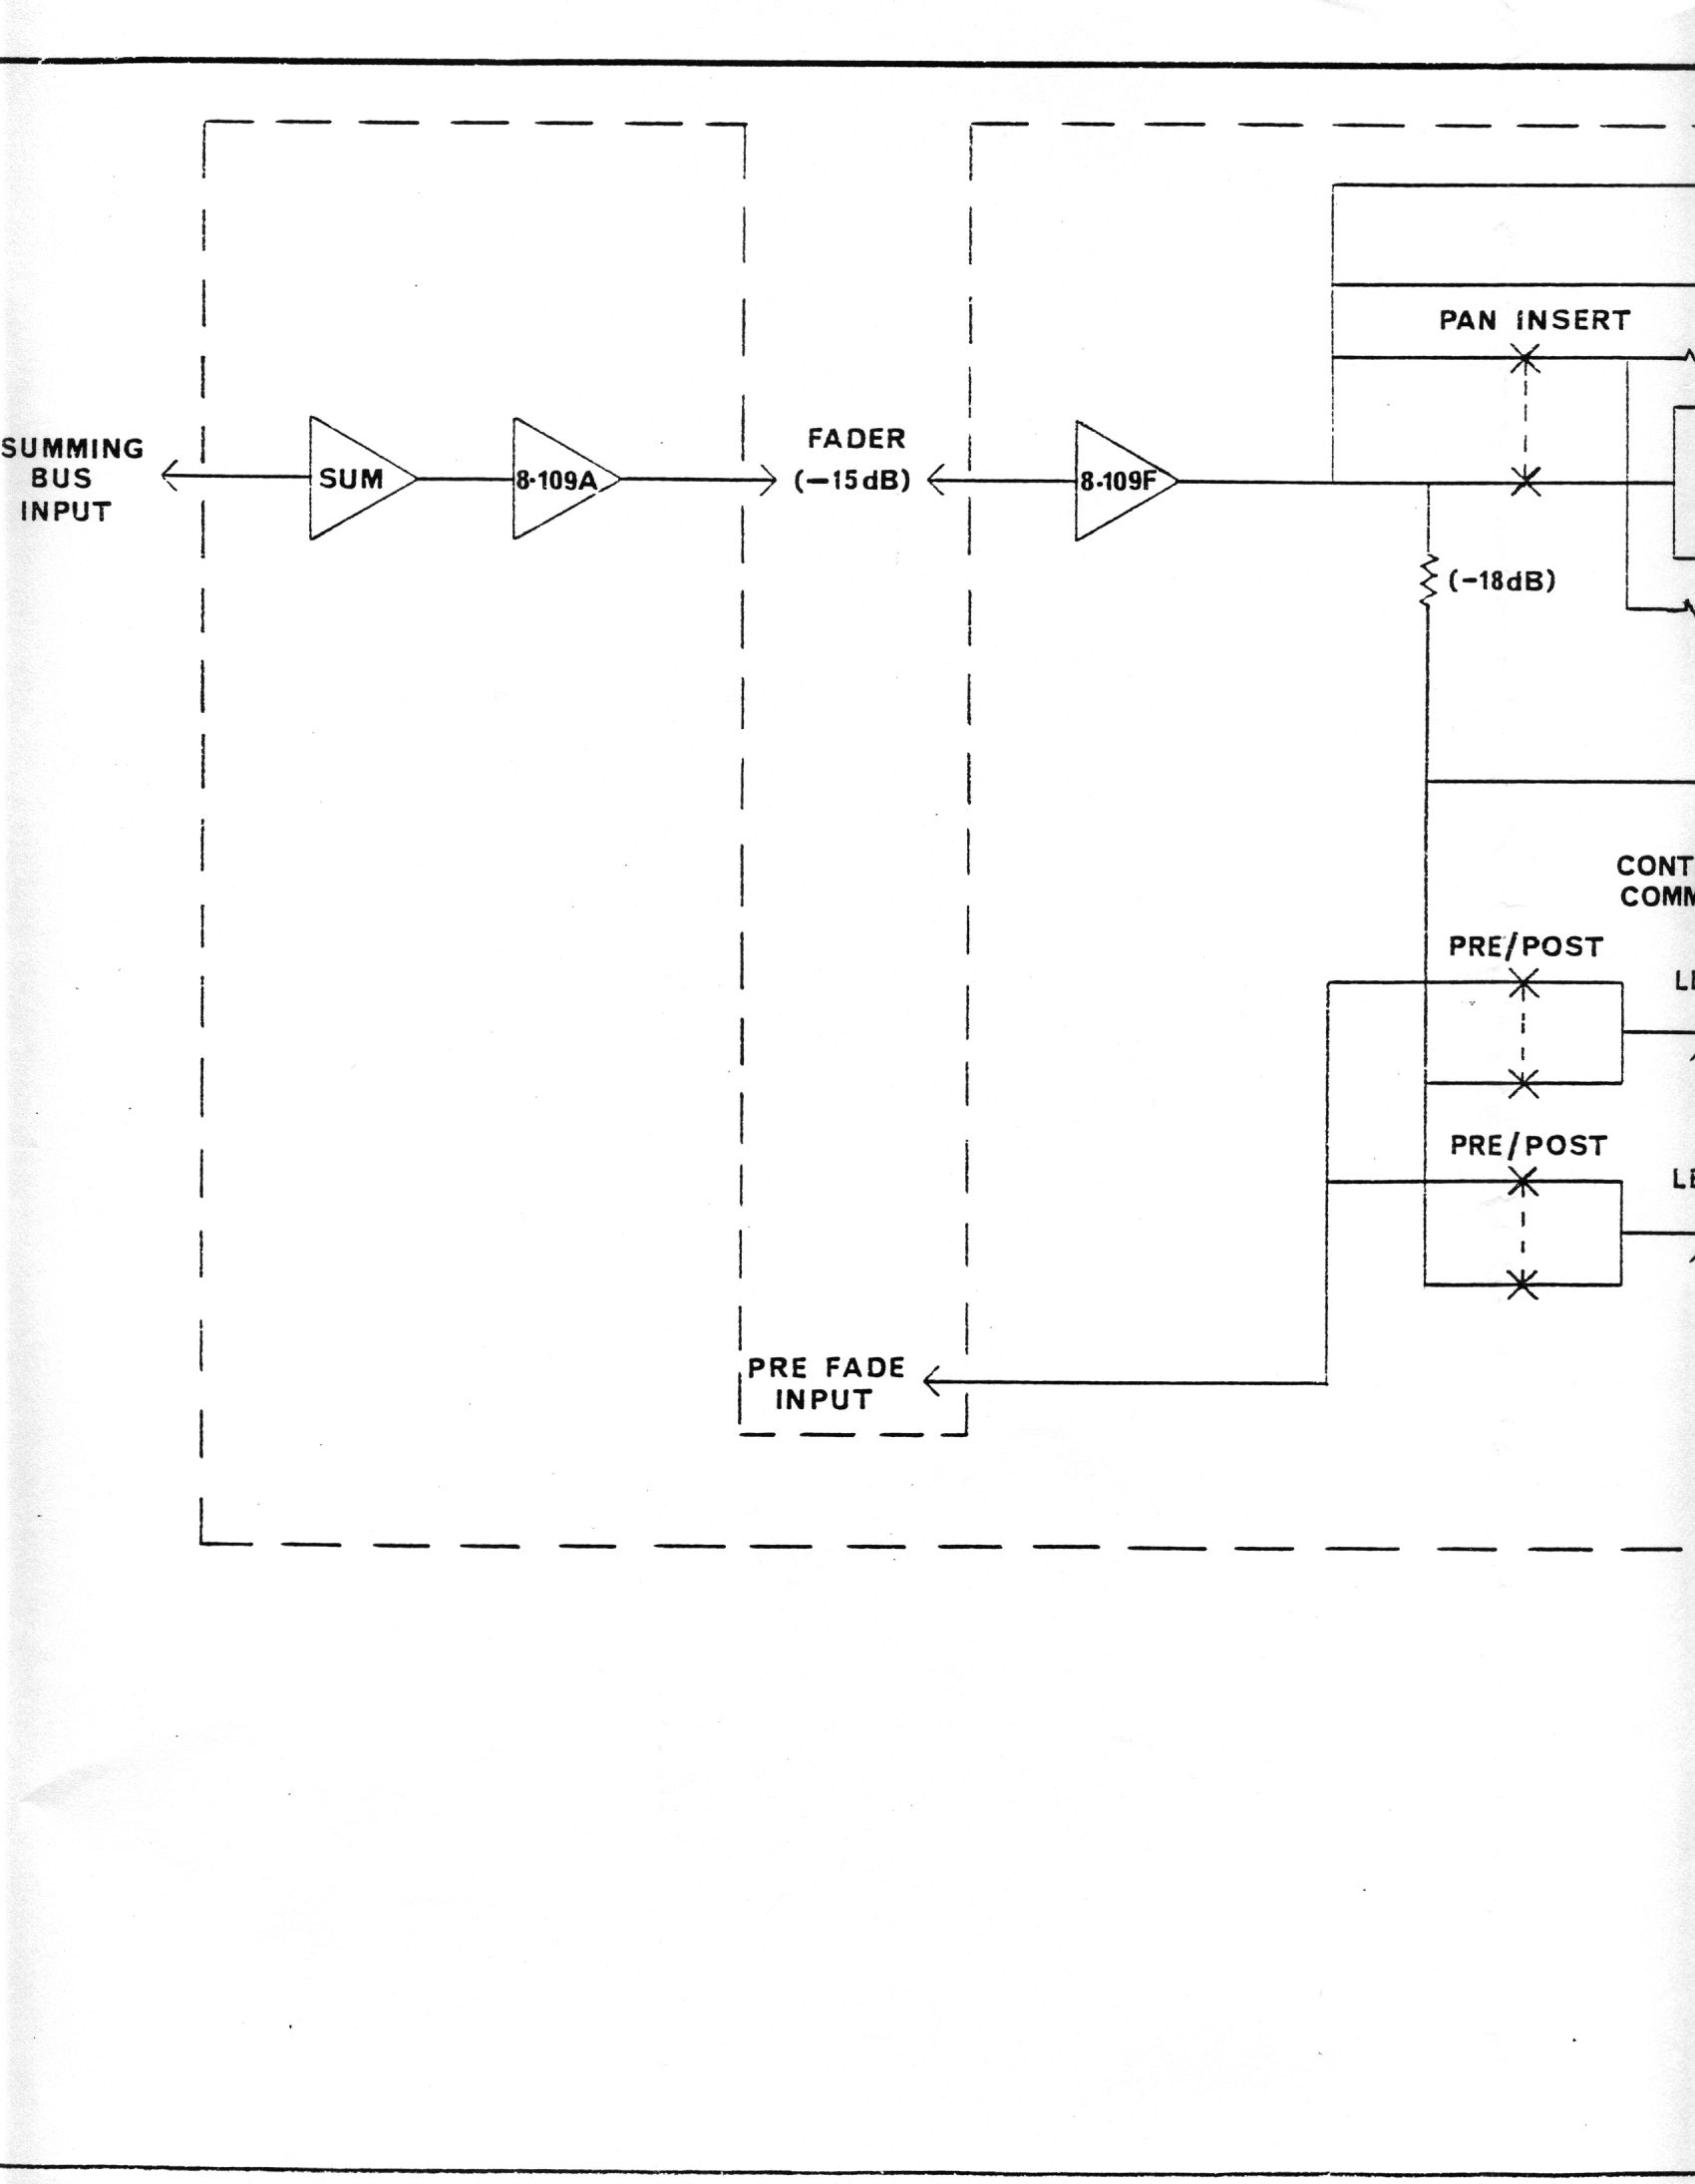 PAN INSERT
SUMMING
BUS
INPUT
SUM
8·109A
FADER
(−15dB)
8·109F
(−18dB)
CONT
COMM
PRE/POST
PRE/POST
PRE FADE
INPUT